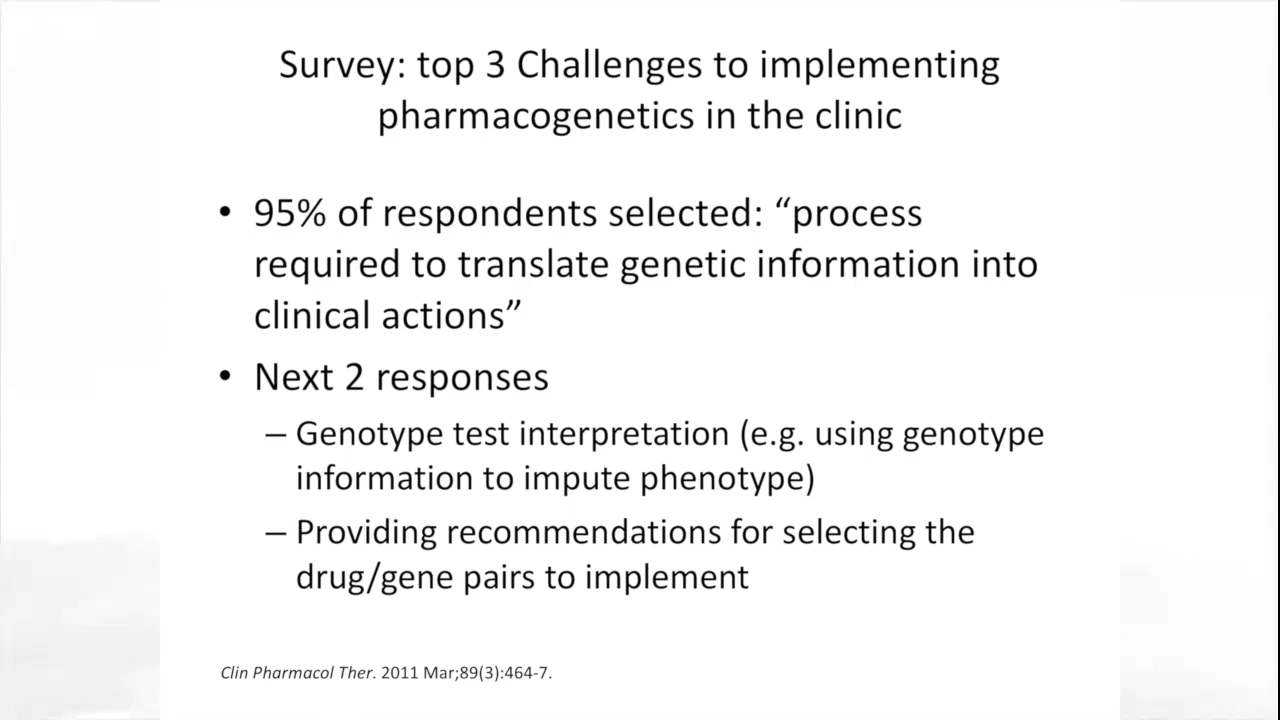 Survey: top 3 Challenges to implementing
pharmacogenetics in the clinic
• 95% of respondents selected: “process
required to translate genetic information into
clinical actions”
• Next 2 responses
– Genotype test interpretation (e.g. using genotype
information to impute phenotype)
– Providing recommendations for selecting the
drug/gene pairs to implement
Clin Pharmacol Ther. 2011 Mar;89(3):464-7.